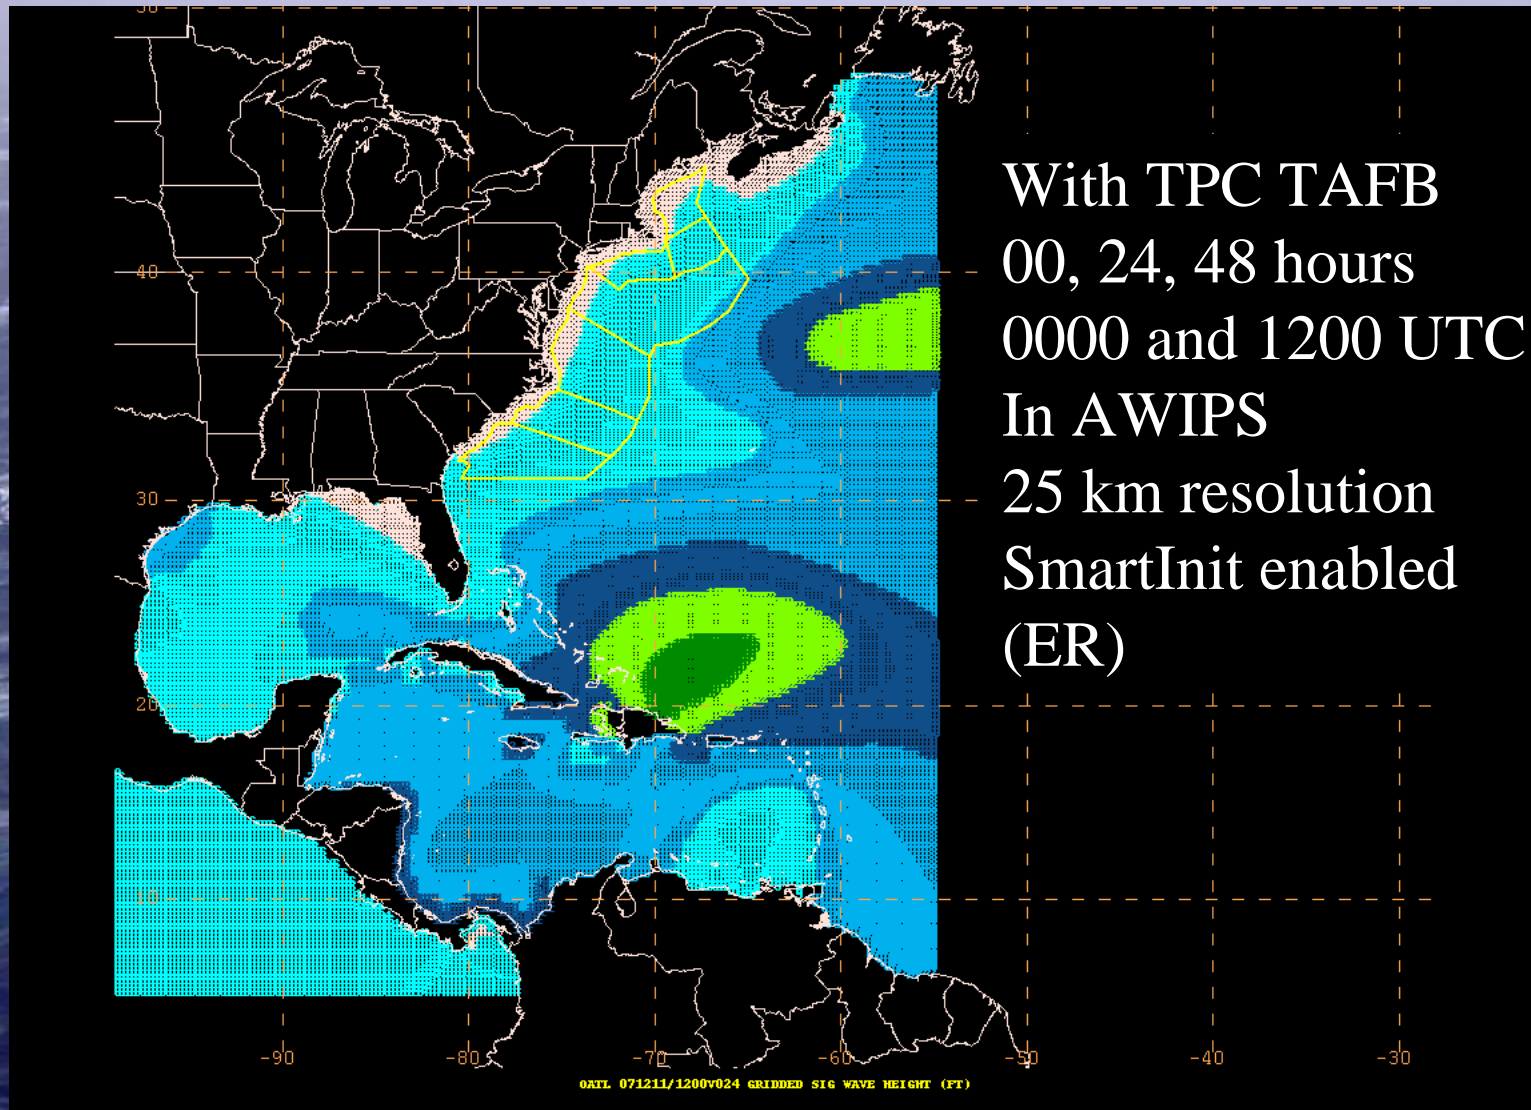 50
With TPC TAFB
00, 24, 48 hours
0000 and 1200 UTC
In AWIPS
25 km resolution
SmartInit enabled
(ER)
40
30
20
10
-90 -80 -70 -60 -50 -40 -30
OATL 071211/1200V024 GRIDDED SIG WAVE HEIGHT (FT)